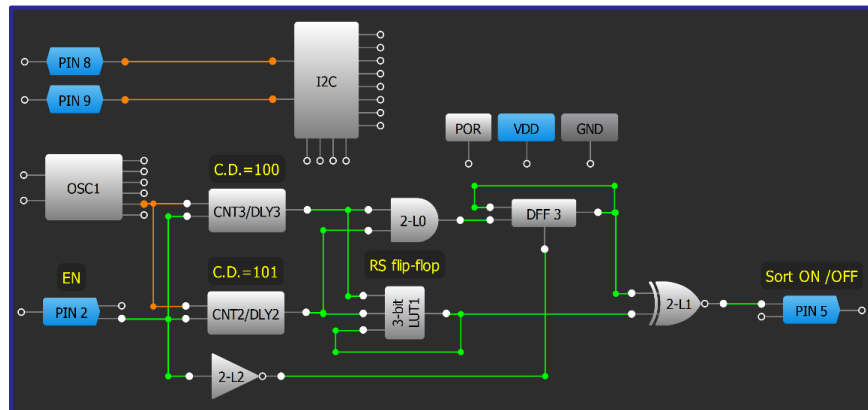 PIN 8
I2C
PIN 9
POR
VDD
GND
C.D.=100
OSC1
CNT3/DLY3
2-L0
DFF 3
EN
C.D.=101
RS flip-flop
Sort ON /OFF
PIN 2
CNT2/DLY2
3-bit
LUT1
2-L1
PIN 5
2-L2